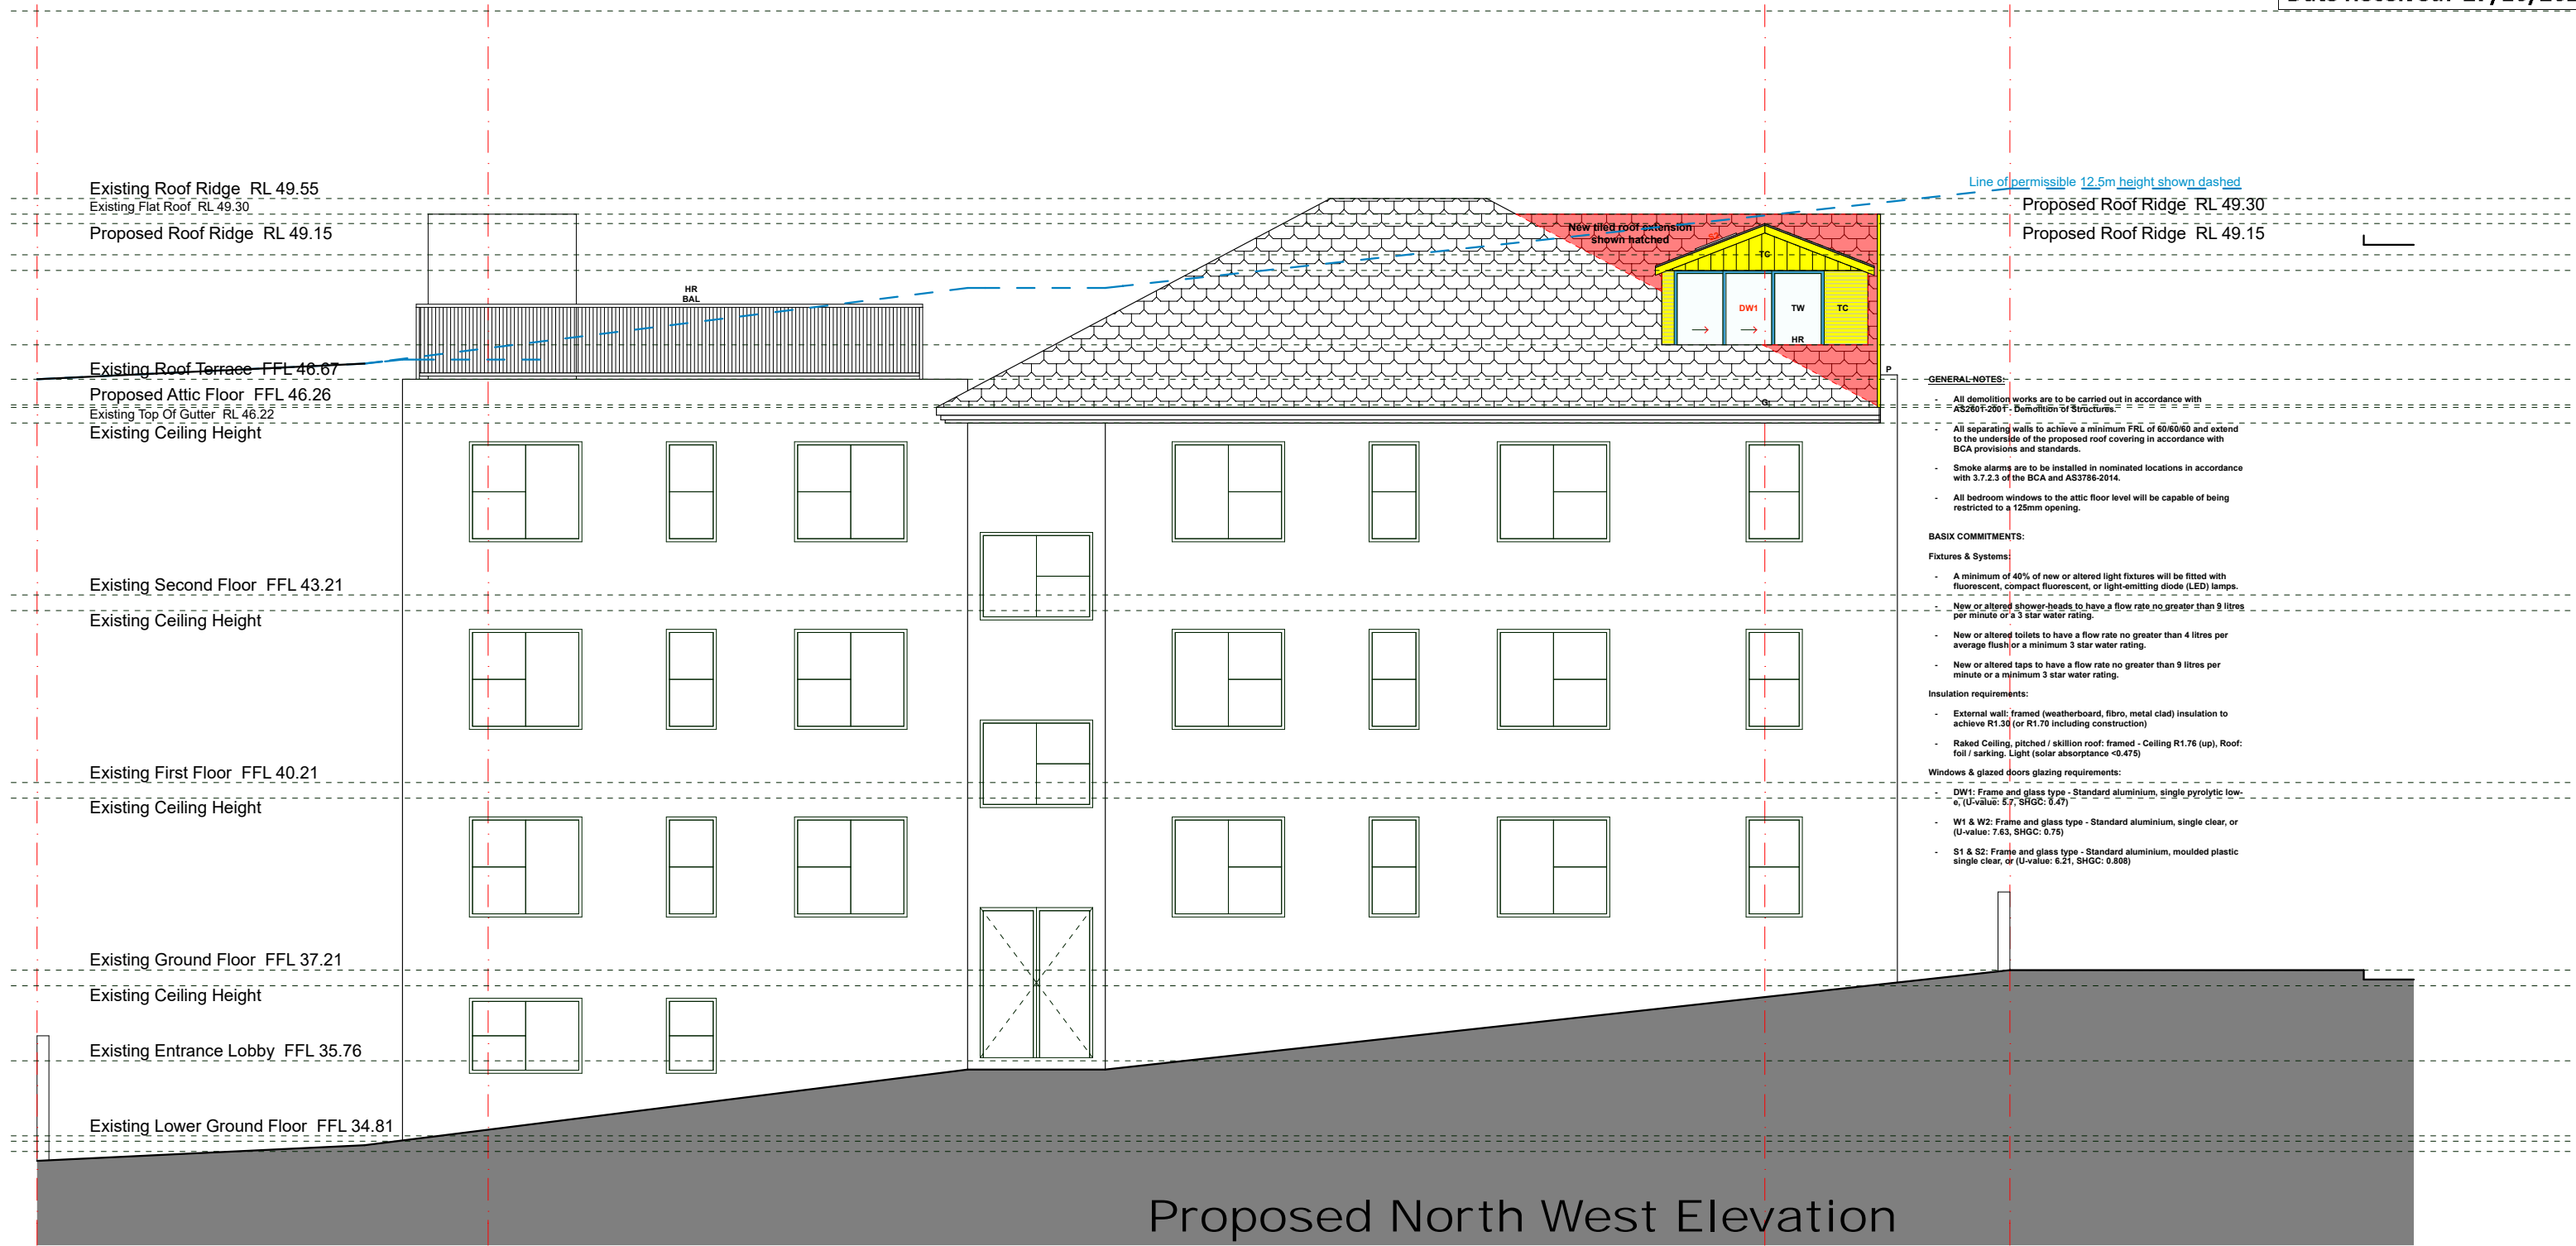 Existing Roof Ridge RL 49.55
Existing Flat Roof RL 49.30
Proposed Roof Ridge RL 49.15
Existing Roof Terrace FFL 46.67
Proposed Attic Floor FFL 46.26
Existing Top Of Gutter RL 46.22
Existing Ceiling Height
Existing Second Floor FFL 43.21
Existing Ceiling Height
Existing First Floor FFL 40.21
Existing Ceiling Height
Existing Ground Floor FFL 37.21
Existing Ceiling Height
Existing Entrance Lobby FFL 35.76
Existing Lower Ground Floor FFL 34.81
HR
BAL
New tiled roof extension
shown hatched
S2
TC
DW1
TW
TC
HR
G
P
Line of permissible 12.5m height shown dashed
Proposed Roof Ridge RL 49.30
Proposed Roof Ridge RL 49.15
GENERAL NOTES:
- All demolition works are to be carried out in accordance with
AS2601-2001 - Demolition of Structures.
- All separating walls to achieve a minimum FRL of 60/60/60 and extend
to the underside of the proposed roof covering in accordance with
BCA provisions and standards.
- Smoke alarms are to be installed in nominated locations in accordance
with 3.7.2.3 of the BCA and AS3786-2014.
- All bedroom windows to the attic floor level will be capable of being
restricted to a 125mm opening.
BASIX COMMITMENTS:
Fixtures & Systems:
- A minimum of 40% of new or altered light fixtures will be fitted with
fluorescent, compact fluorescent, or light-emitting diode (LED) lamps.
- New or altered shower-heads to have a flow rate no greater than 9 litres
per minute or a 3 star water rating.
- New or altered toilets to have a flow rate no greater than 4 litres per
average flush or a minimum 3 star water rating.
- New or altered taps to have a flow rate no greater than 9 litres per
minute or a minimum 3 star water rating.
Insulation requirements:
- External wall: framed (weatherboard, fibro, metal clad) insulation to
achieve R1.30 (or R1.70 including construction)
- Raked Ceiling, pitched / skillion roof: framed - Ceiling R1.76 (up), Roof:
foil / sarking. Light (solar absorptance <0.475)
Windows & glazed doors glazing requirements:
- DW1: Frame and glass type - Standard aluminium, single pyrolytic low-
e, (U-value: 5.7, SHGC: 0.47)
- W1 & W2: Frame and glass type - Standard aluminium, single clear, or
(U-value: 7.63, SHGC: 0.75)
- S1 & S2: Frame and glass type - Standard aluminium, moulded plastic
single clear, or (U-value: 6.21, SHGC: 0.808)
Proposed North West Elevation